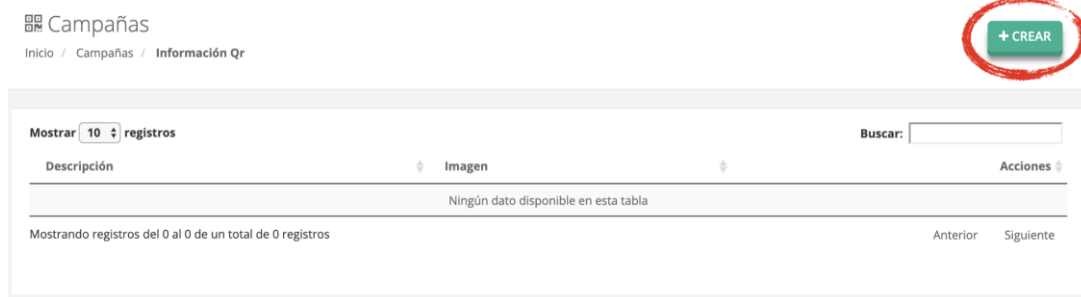 Campañas
+ CREAR
Inicio / Campañas / Información Qr
Mostrar 10 registros
Buscar:
Descripción Imagen Acciones
Ningún dato disponible en esta tabla
Mostrando registros del 0 al 0 de un total de 0 registros
Anterior Siguiente